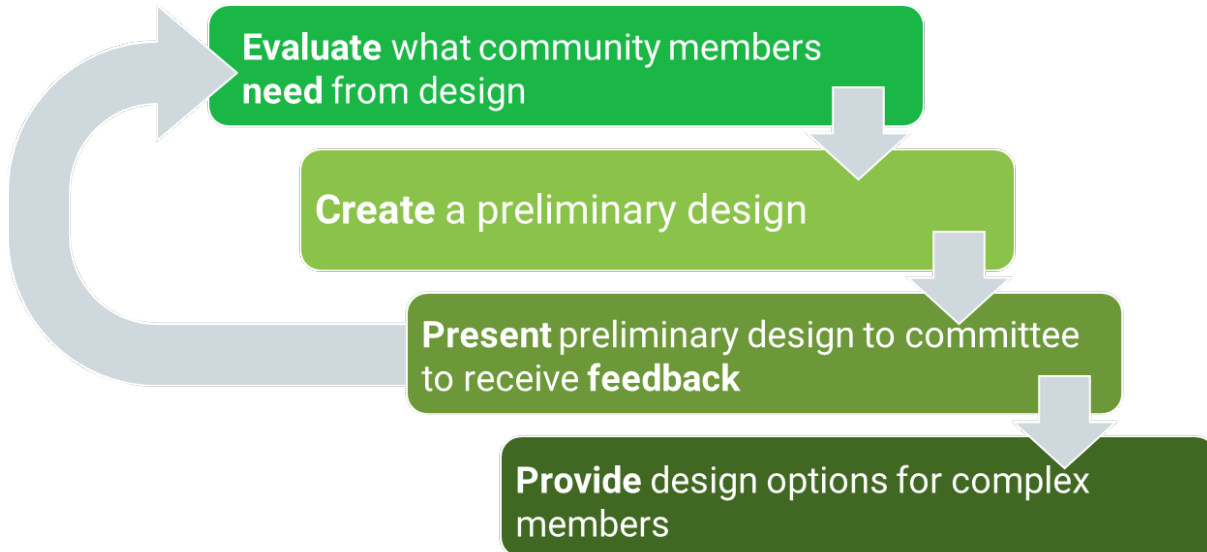 Evaluate what community members
need from design
Create a preliminary design
Present preliminary design to committee
to receive feedback
Provide design options for complex
members